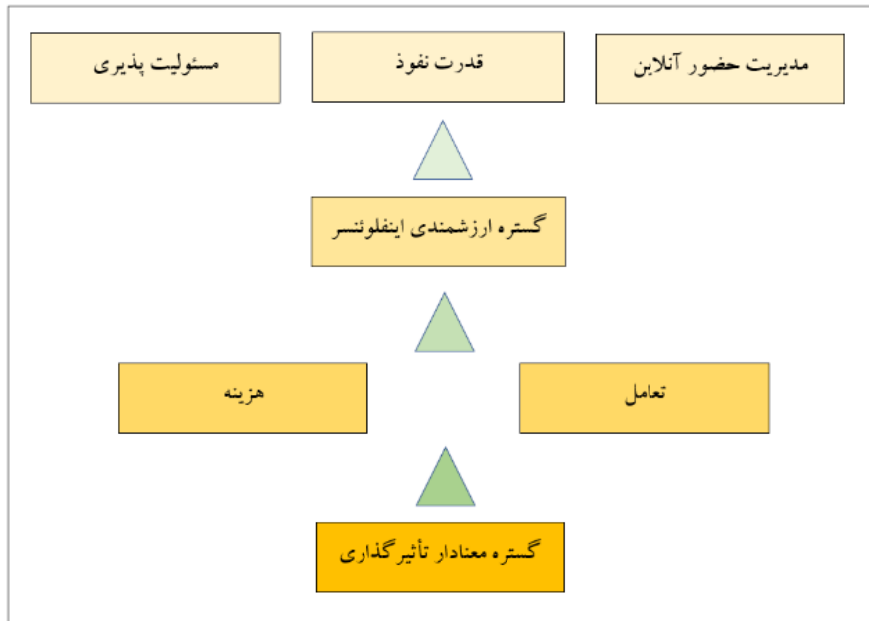 مدیریت حضور آنلاین
قدرت نفوذ
مسئولیت پذیری
گستره ارزشمندی اینفلوئنسر
تعامل
هزینه
گستره معنادار تأثیرگذاری